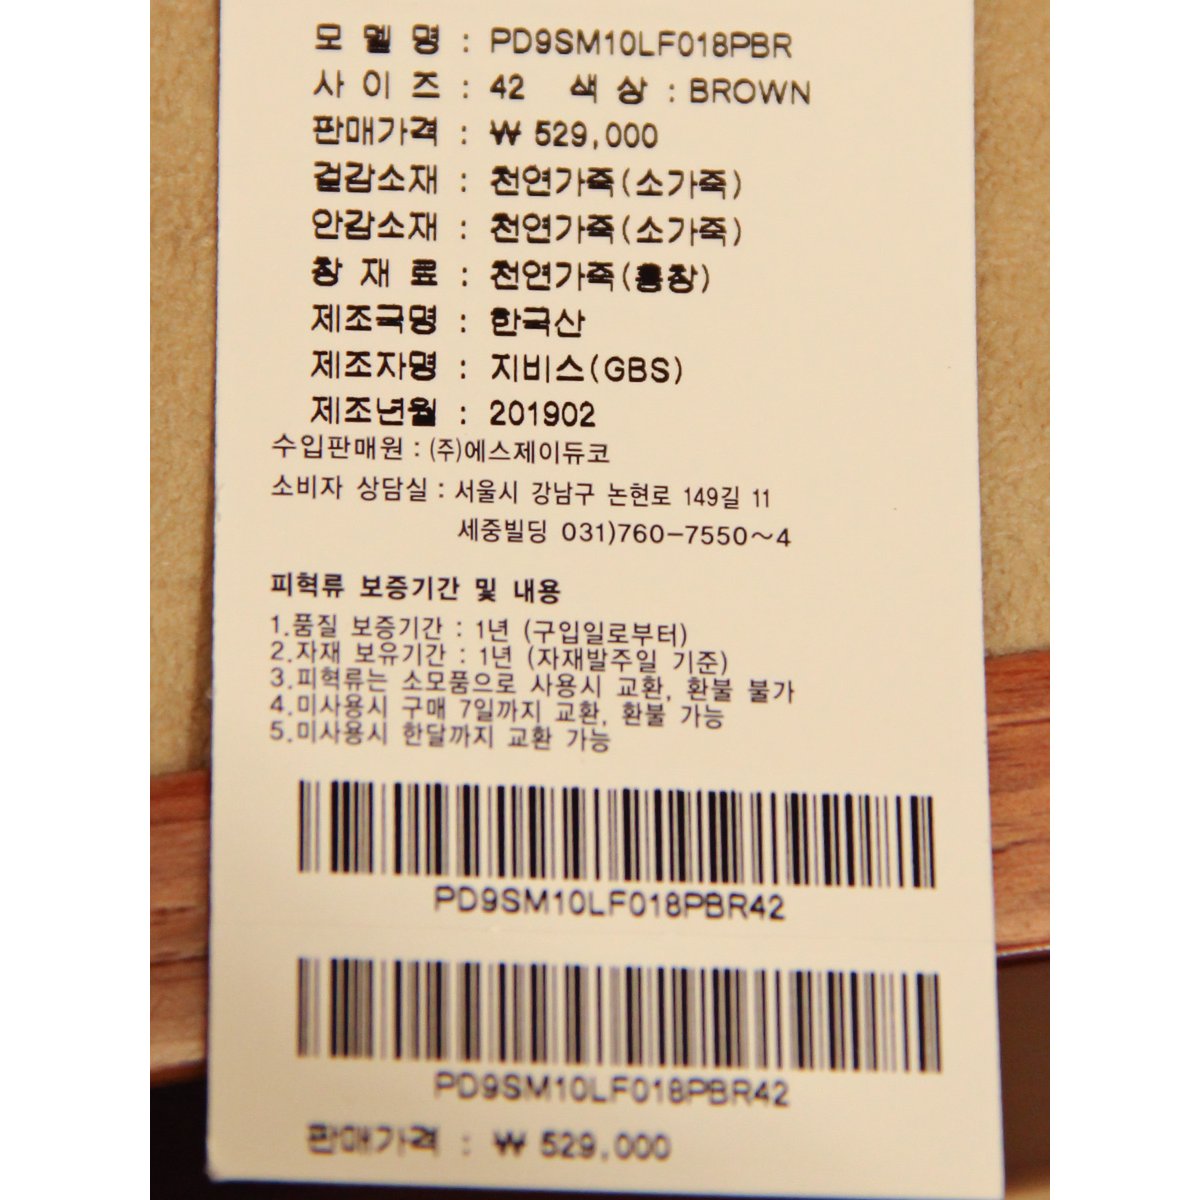 모 델 명 : PD9SM10LF018PBR
사 이 즈 : 42 색 상 : BROWN
판매가격 : ₩ 529,000
겉감소재 : 천연가죽(소가죽)
안감소재 : 천연가죽(소가죽)
창 재 료 : 천연가죽(홍창)
제조국명 : 한국산
제조자명 : 지비스(GBS)
제조년월 : 201902
수입판매원 : (주)에스제이듀코
소비자 상담실 : 서울시 강남구 논현로 149길 11
세중빌딩 031)760-7550~4
피혁류 보증기간 및 내용
1.품질 보증기간 : 1년 (구입일로부터)
2.자재 보유기간 : 1년 (자재발주일 기준)
3.피혁류는 소모품으로 사용시 교환, 환불 불가
4.미사용시 구매 7일까지 교환, 환불 가능
5.미사용시 한달까지 교환 가능
PD9SM10LF018PBR42
PD9SM10LF018PBR42
판매가격 : ₩ 529,000